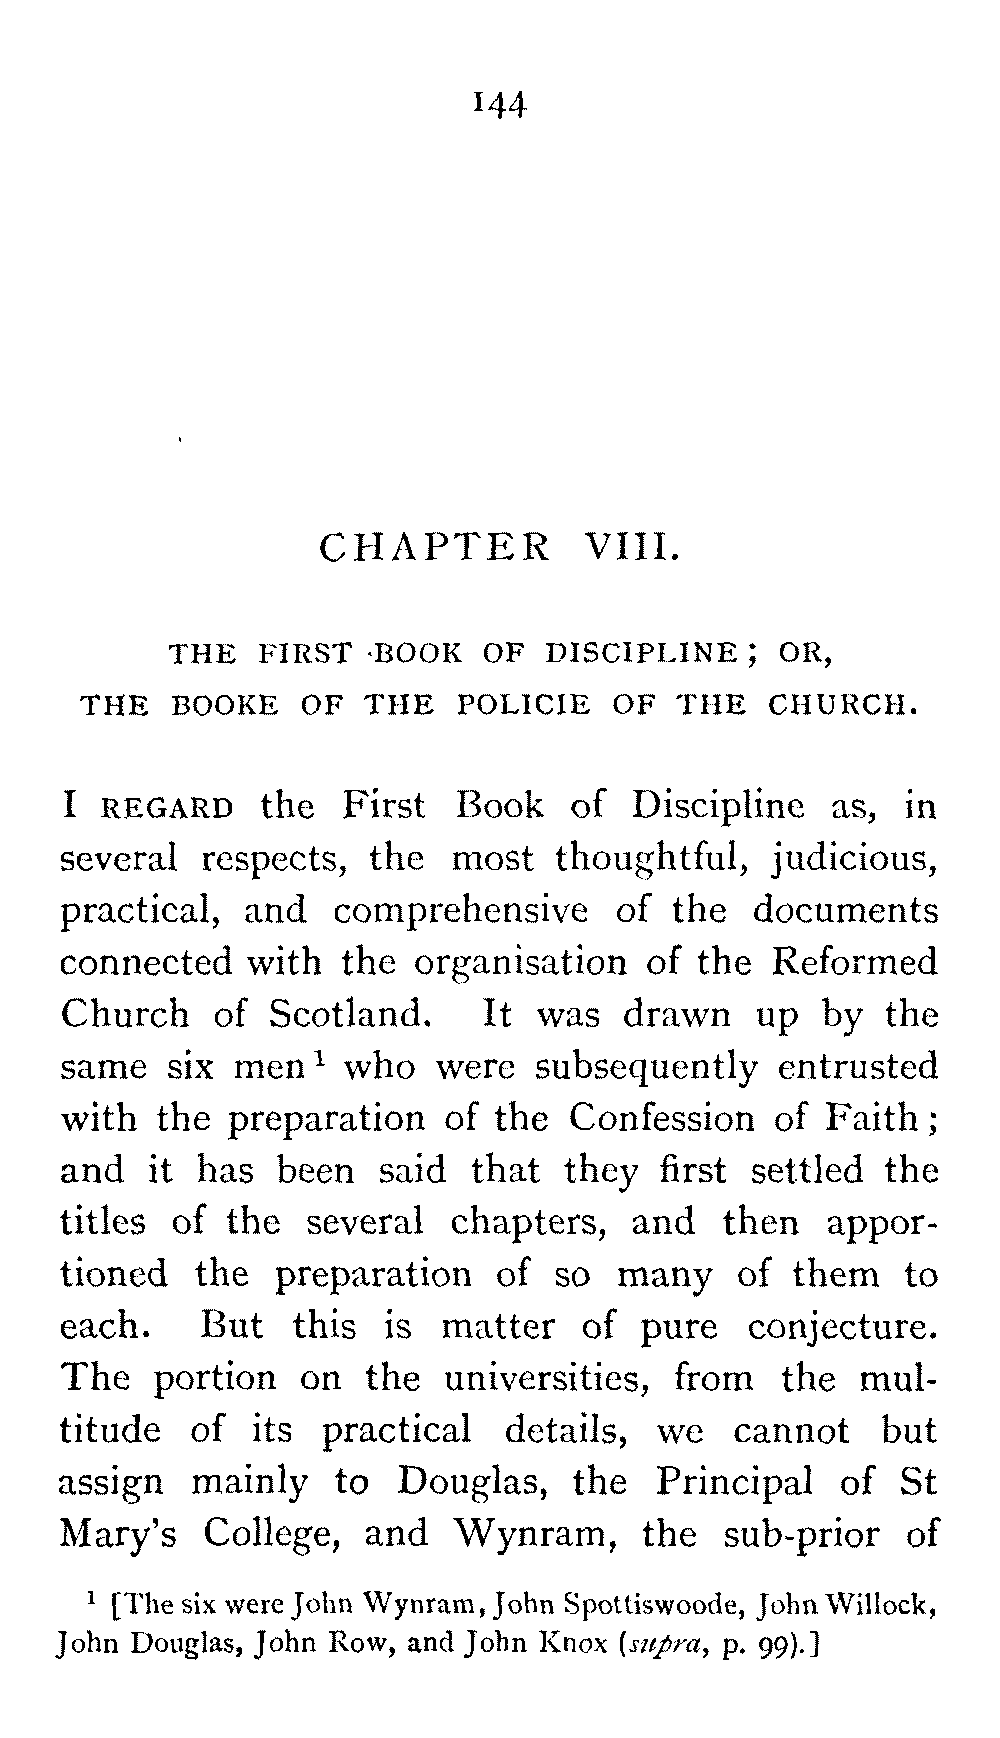 144
CHAPTER VIII.
THE FIRST BOOK OF DISCIPLINE; OR,
THE BOOKE OF THE POLICIE OF THE CHURCH.
I REGARD the First Book of Discipline as, in
several respects, the most thoughtful, judicious,
practical, and comprehensive of the documents
connected with the organisation of the Reformed
Church of Scotland. It was drawn up by the
same six men¹ who were subsequently entrusted
with the preparation of the Confession of Faith;
and it has been said that they first settled the
titles of the several chapters, and then appor-
tioned the preparation of so many of them to
each. But this is matter of pure conjecture.
The portion on the universities, from the mul-
titude of its practical details, we cannot but
assign mainly to Douglas, the Principal of St
Mary's College, and Wynram, the sub-prior of
¹ [The six were John Wynram, John Spottiswoode, John Willock,
John Douglas, John Row, and John Knox (supra, p. 99).]